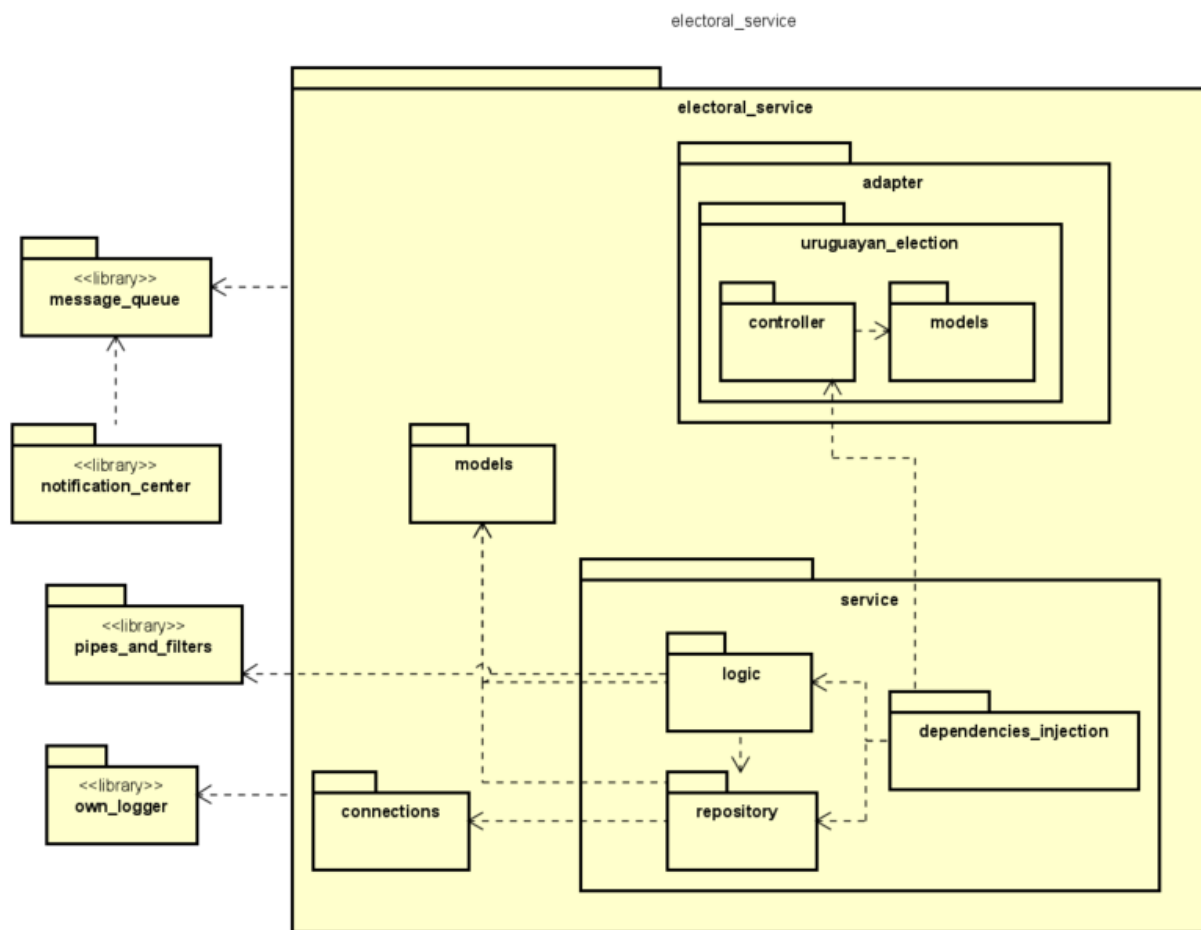 electoral_service
electoral_service
adapter
uruguayan_election
controller
models
<<library>>
message_queue
<<library>>
notification_center
models
<<library>>
pipes_and_filters
service
logic
dependencies_injection
<<library>>
own_logger
connections
repository